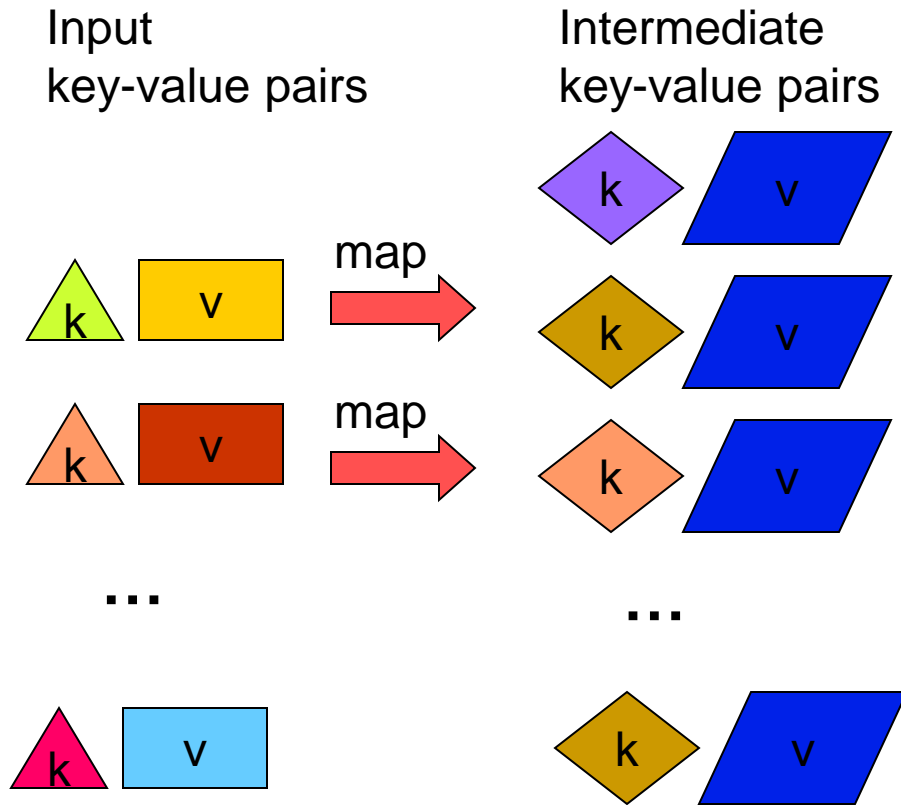 Input
key-value pairs
Intermediate
key-value pairs
k v
map
k v
k v
map
k v
k v
...
...
k v
k v